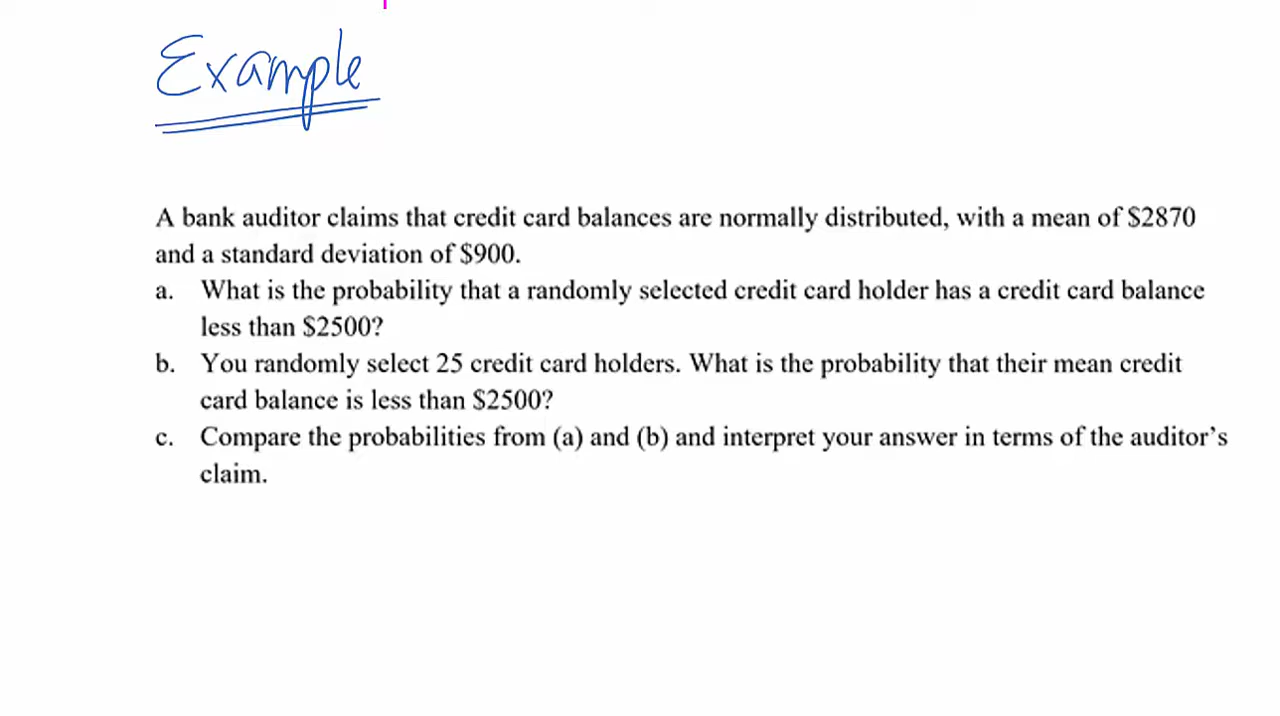 Example
A bank auditor claims that credit card balances are normally distributed, with a mean of $2870
and a standard deviation of $900.
a. What is the probability that a randomly selected credit card holder has a credit card balance
less than $2500?
b. You randomly select 25 credit card holders. What is the probability that their mean credit
card balance is less than $2500?
c. Compare the probabilities from (a) and (b) and interpret your answer in terms of the auditor’s
claim.